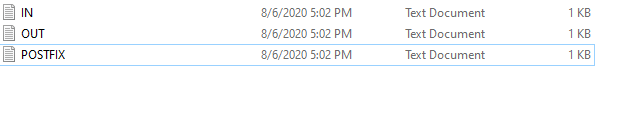 IN 8/6/2020 5:02 PM Text Document 1 KB
OUT 8/6/2020 5:02 PM Text Document 1 KB
POSTFIX 8/6/2020 5:02 PM Text Document 1 KB